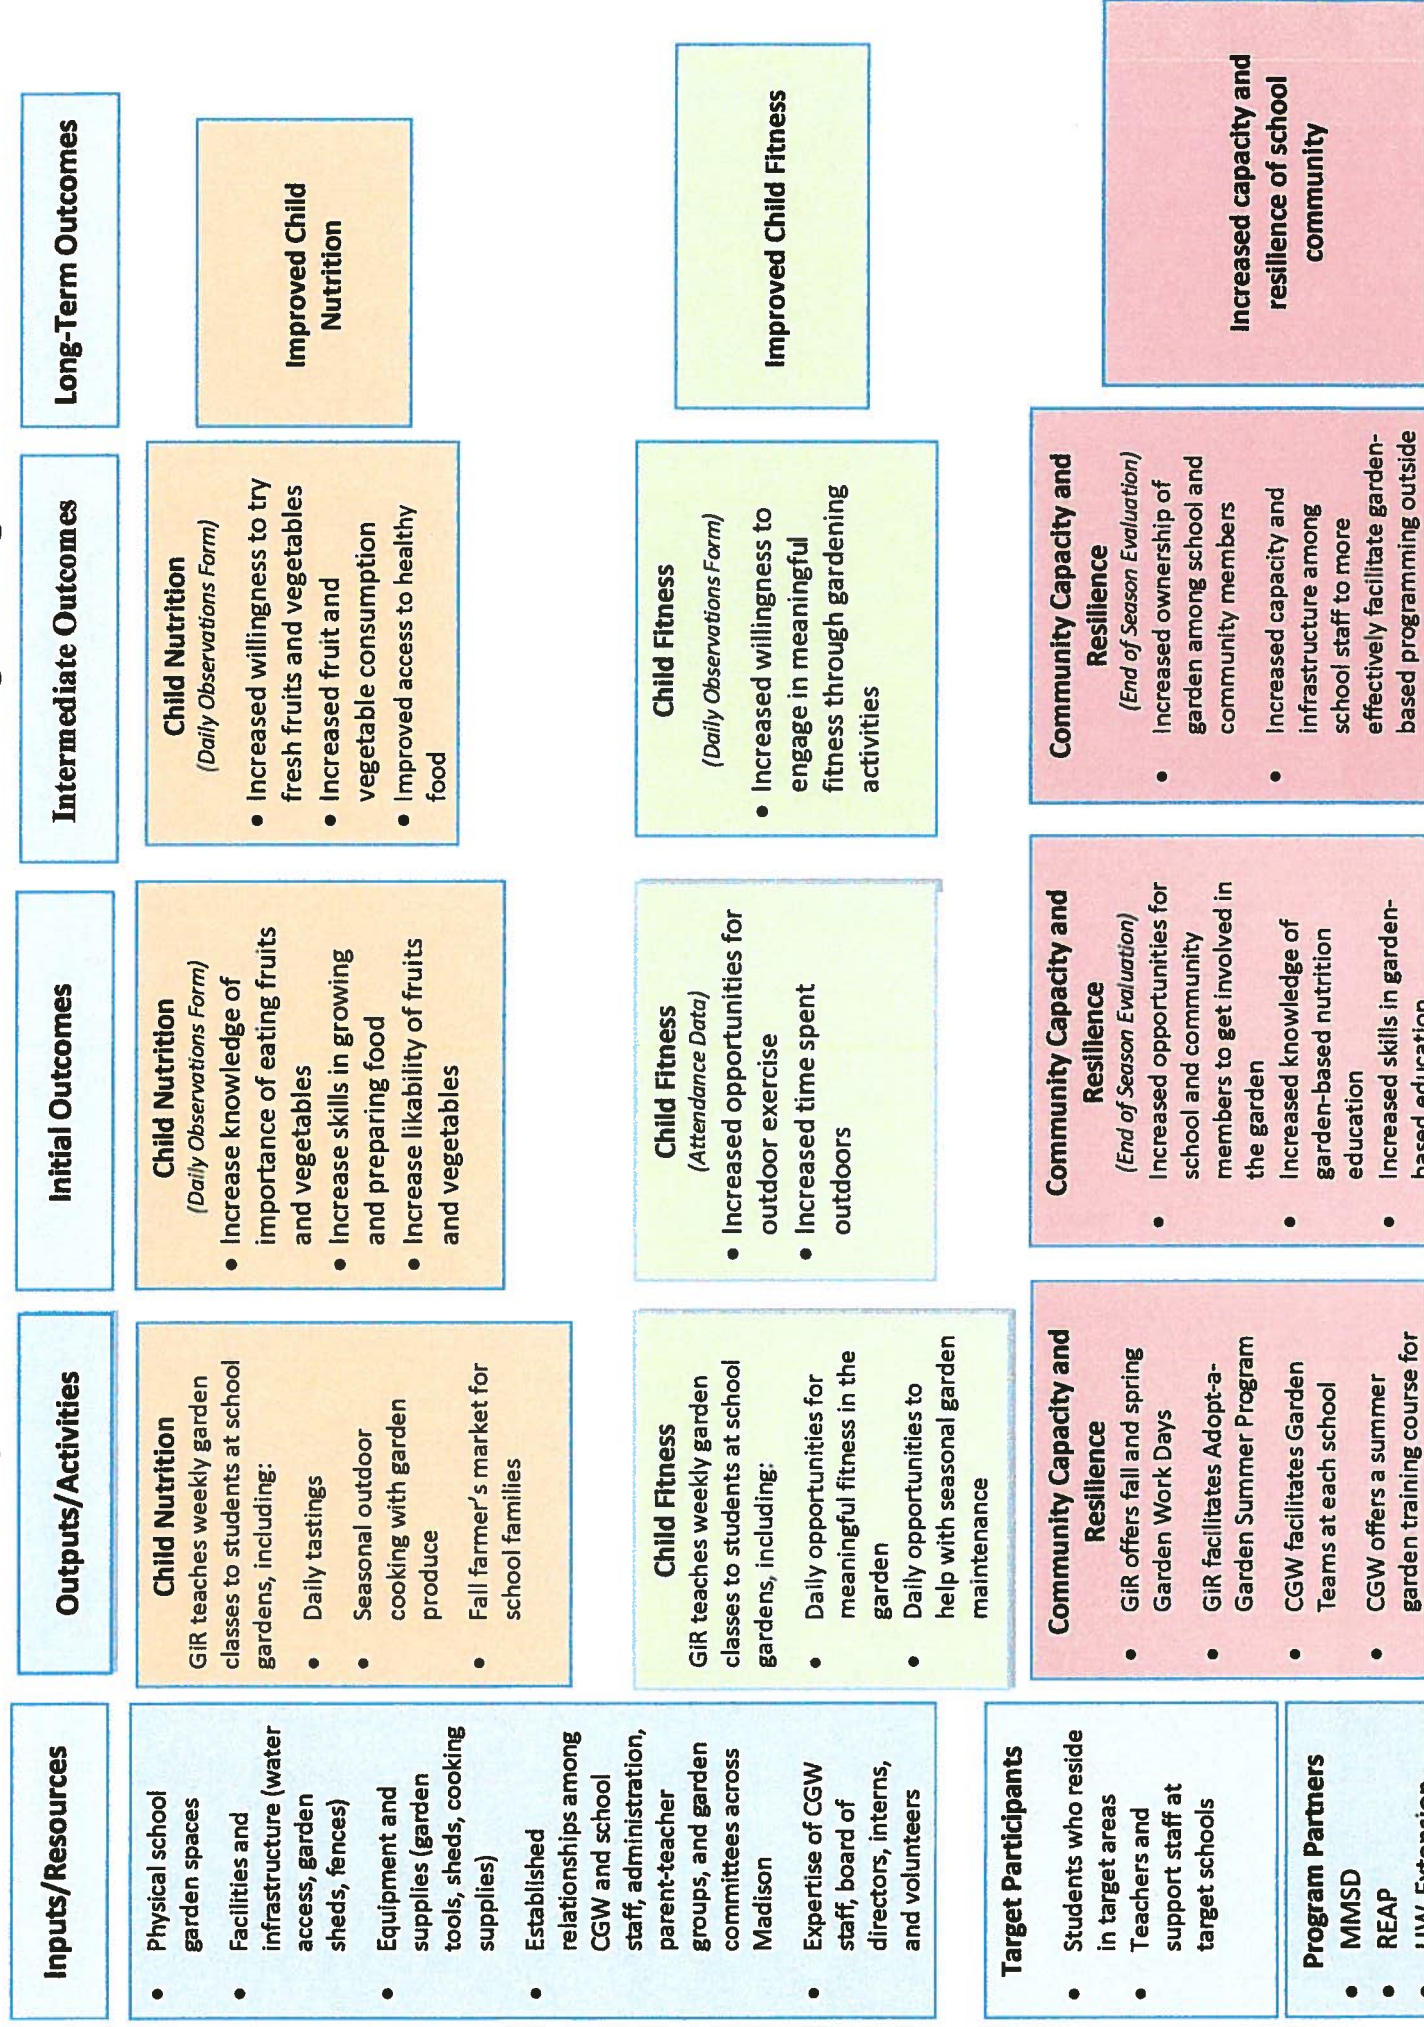 Inputs/Resources
Outputs/Activities
Initial Outcomes
Intermediate Outcomes
Long-Term Outcomes
• Physical school
garden spaces
• Facilities and
infrastructure (water
access, garden
sheds, fences)
• Equipment and
supplies (garden
tools, sheds, cooking
supplies)
• Established
relationships among
CGW and school
staff, administration,
parent-teacher
groups, and garden
committees across
Madison
• Expertise of CGW
staff, board of
directors, interns,
and volunteers
Child Nutrition
GiR teaches weekly garden
classes to students at school
gardens, including:
• Daily tastings
• Seasonal outdoor
cooking with garden
produce
• Fall farmer's market for
school families
Child Nutrition
(Daily Observations Form)
• Increase knowledge of
importance of eating fruits
and vegetables
• Increase skills in growing
and preparing food
• Increase likability of fruits
and vegetables
Child Nutrition
(Daily Observations Form)
• Increased willingness to try
fresh fruits and vegetables
• Increased fruit and
vegetable consumption
• Improved access to healthy
food
Improved Child
Nutrition
Child Fitness
GiR teaches weekly garden
classes to students at school
gardens, including:
• Daily opportunities for
meaningful fitness in the
garden
• Daily opportunities to
help with seasonal garden
maintenance
Child Fitness
(Attendance Data)
• Increased opportunities for
outdoor exercise
• Increased time spent
outdoors
Child Fitness
(Daily Observations Form)
• Increased willingness to
engage in meaningful
fitness through gardening
activities
Improved Child Fitness
Target Participants
• Students who reside
in target areas
• Teachers and
support staff at
target schools
Program Partners
• MMSD
• REAP
Community Capacity and
Resilience
• GiR offers fall and spring
Garden Work Days
• GiR facilitates Adopt-a-
Garden Summer Program
• CGW facilitates Garden
Teams at each school
• CGW offers a summer
garden training course for
Community Capacity and
Resilience
(End of Season Evaluation)
• Increased opportunities for
school and community
members to get involved in
the garden
• Increased knowledge of
garden-based nutrition
education
• Increased skills in garden-
based education
Community Capacity and
Resilience
(End of Season Evaluation)
• Increased ownership of
garden among school and
community members
• Increased capacity and
infrastructure among
school staff to more
effectively facilitate garden-
based programming outside
Increased capacity and
resilience of school
community